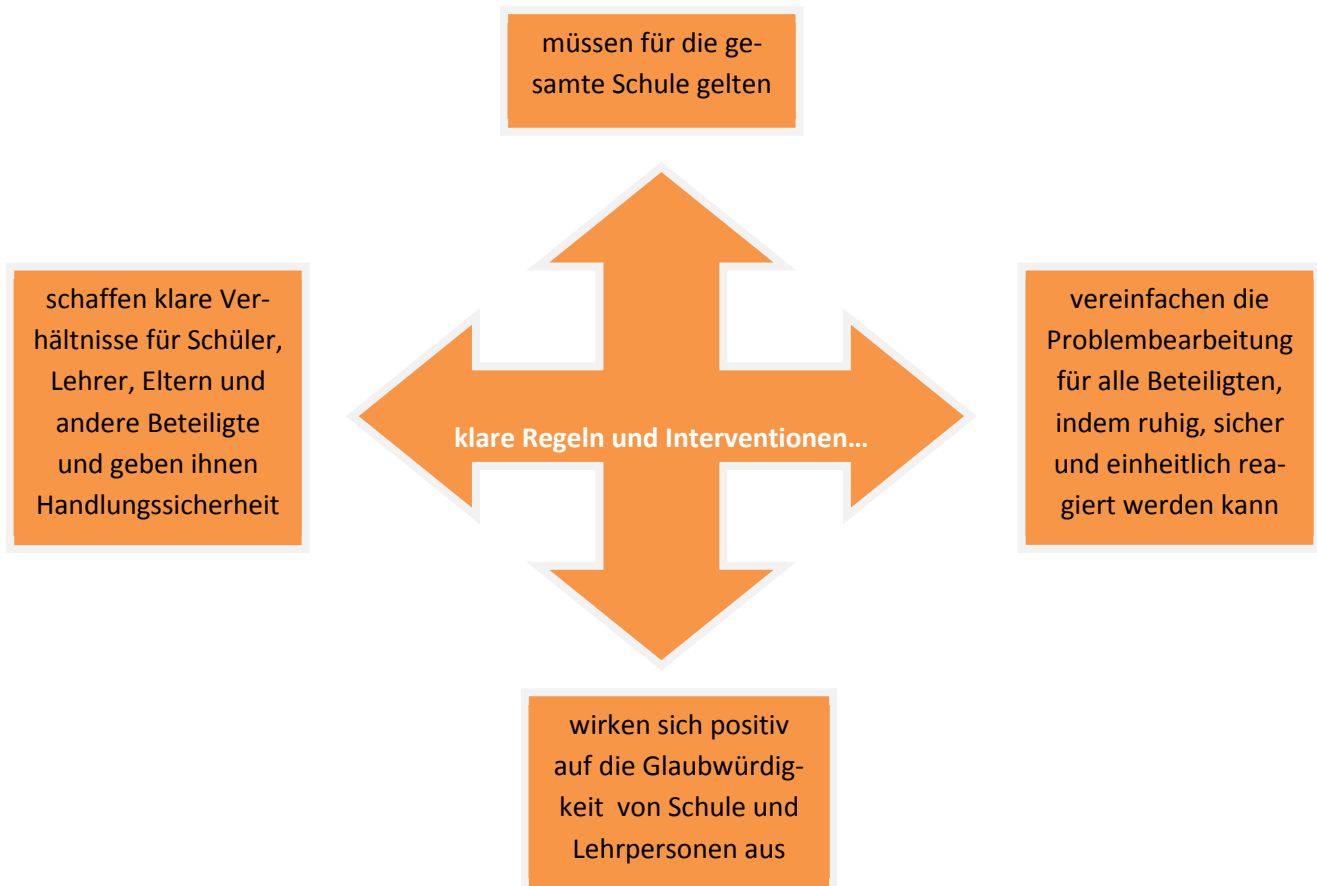 müssen für die ge-
samte Schule gelten
schaffen klare Ver-
hältnisse für Schüler,
Lehrer, Eltern und
andere Beteiligte
und geben ihnen
Handlungssicherheit
klare Regeln und Interventionen…
vereinfachen die
Problembearbeitung
für alle Beteiligten,
indem ruhig, sicher
und einheitlich rea-
giert werden kann
wirken sich positiv
auf die Glaubwürdig-
keit  von Schule und
Lehrpersonen aus